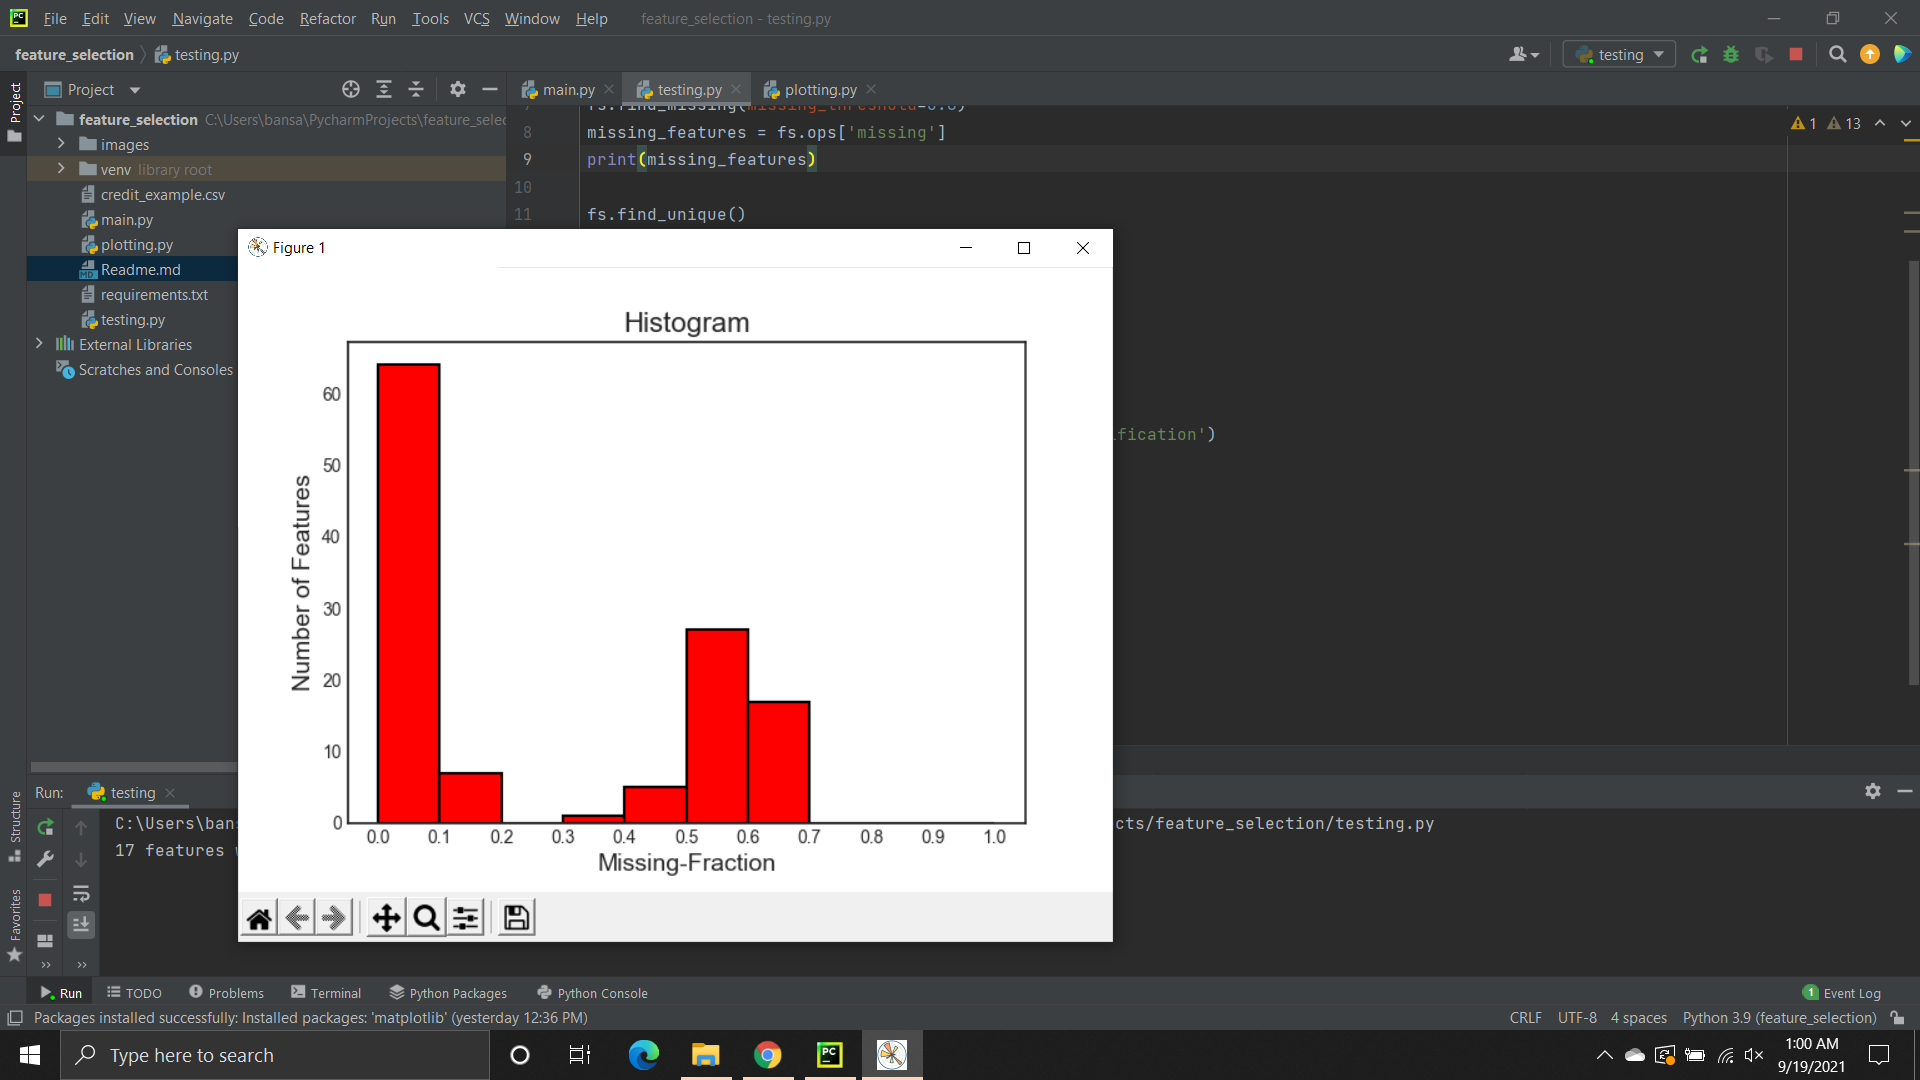 PC File Edit View Navigate Code Refactor Run Tools VCS Window Help feature_selection - testing.py
feature_selection testing.py testing
Project
Project main.py testing.py plotting.py
feature_selection C:\Users\bansa\PycharmProjects\feature_selec
images
venv library root
credit_example.csv
main.py
plotting.py
Readme.md
requirements.txt
testing.py
External Libraries
Scratches and Consoles
8 missing_features = fs.ops['missing']
9 print(missing_features)
10
11 fs.find_unique()
1 13
ification')
Figure 1
Histogram
60
50
40
30
20
10
0
Number of Features
0.0 0.1 0.2 0.3 0.4 0.5 0.6 0.7 0.8 0.9 1.0
Missing-Fraction
Structure
Favorites
Run: testing
C:\Users\ban
cts/feature_selection/testing.py
17 features
Run TODO Problems Terminal Python Packages Python Console 1 Event Log
Packages installed successfully: Installed packages: 'matplotlib' (yesterday 12:36 PM) CRLF UTF-8 4 spaces Python 3.9 (feature_selection)
Type here to search
PC
1:00 AM
9/19/2021